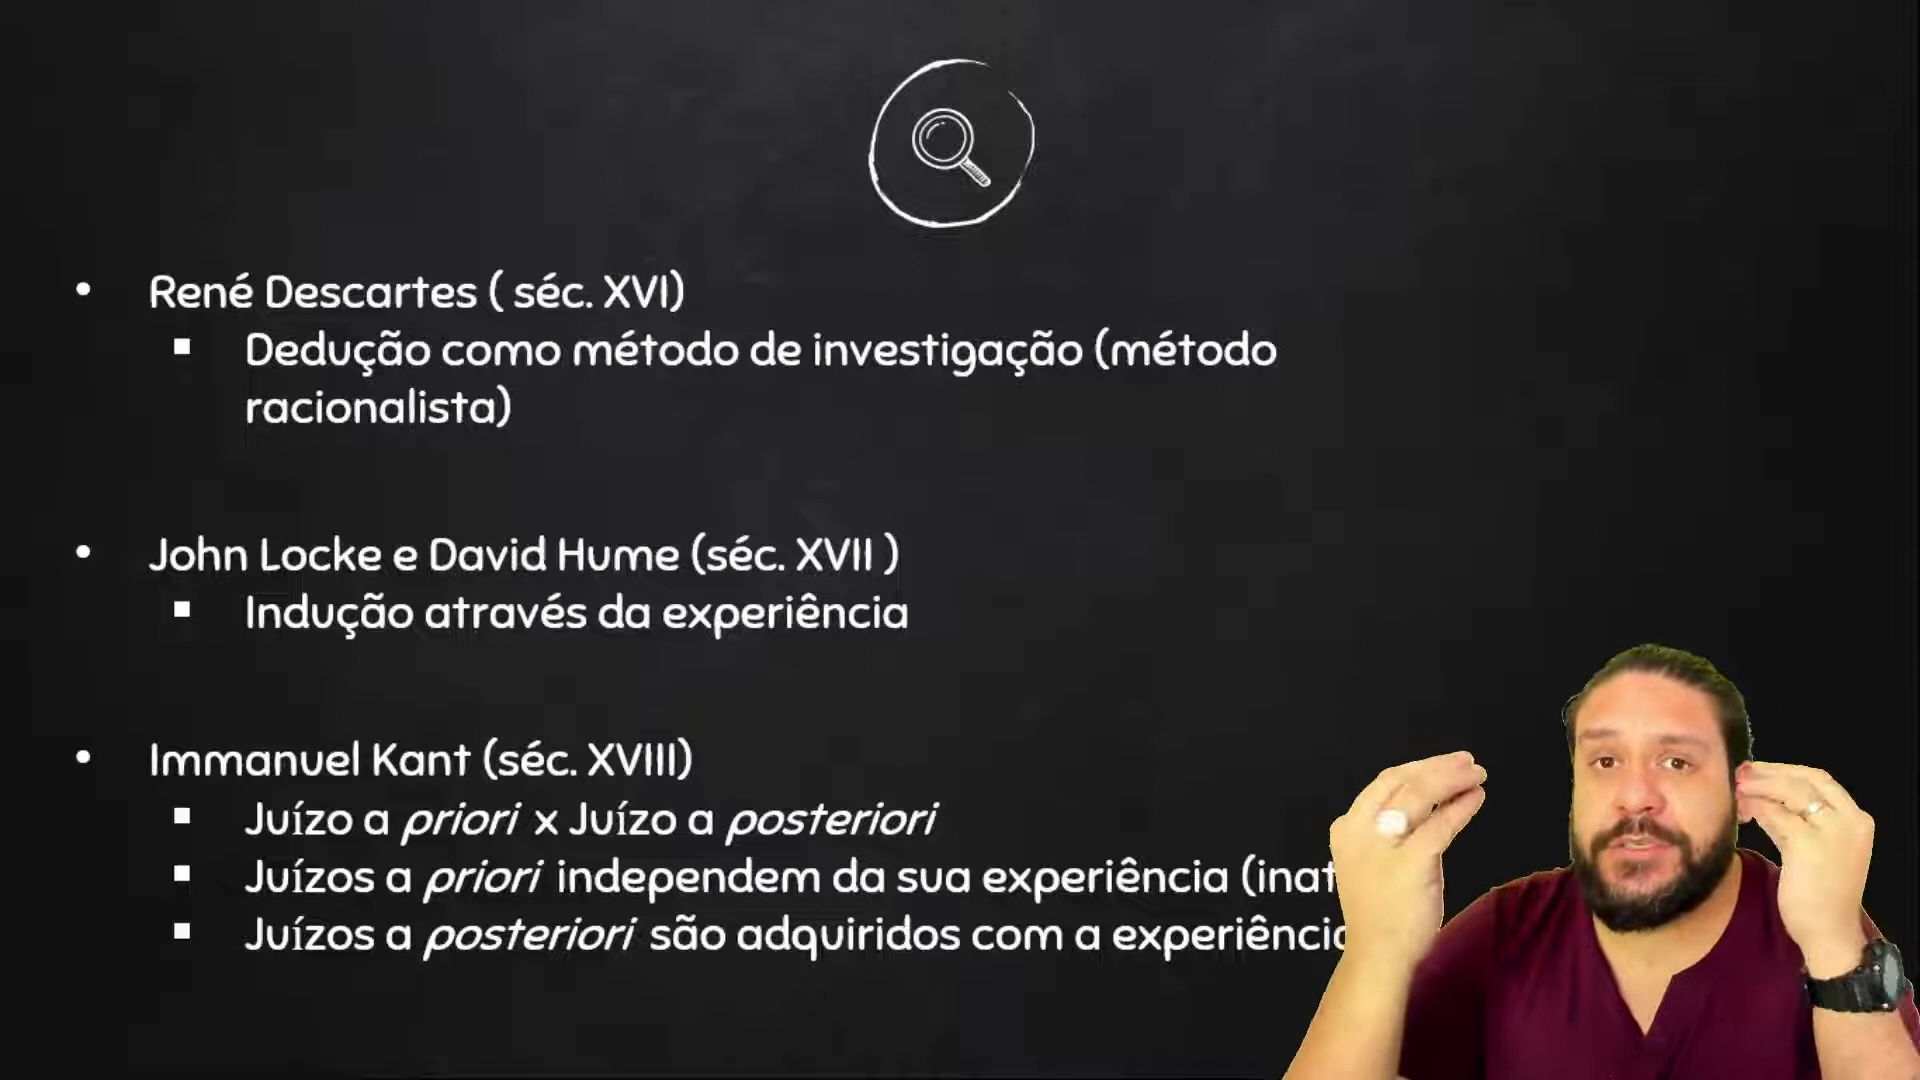 • René Descartes ( séc. XVI)
▪ Dedução como método de investigação (método
racionalista)
• John Locke e David Hume (séc. XVII )
▪ Indução através da experiência
• Immanuel Kant (séc. XVIII)
▪ Juízo a priori x Juízo a posteriori
▪ Juízos a priori independem da sua experiência
▪ Juízos a posteriori são adquiridos com a experiência